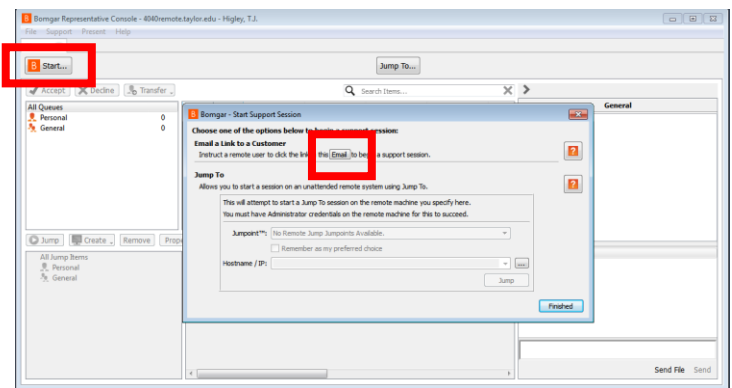 Bomgar Representative Console - 4040remote.taylor.edu - Higley, T.J.
File Support Present Help
B Start...
Jump To...
Accept Decline Transfer
Search Items...
General
All Queues
Personal 0
General 0
B Bomgar - Start Support Session
Choose one of the options below to begin a support session:
Email a Link to a Customer
Instruct a remote user to click the link in this Email to begin a support session.
Jump To
Allows you to start a session on an unattended remote system using Jump To.
This will attempt to start a Jump To session on the remote machine you specify here.
You must have Administrator credentials on the remote machine for this to succeed.
Jumpoint™: No Remote Jump Jumpoints Available.
Remember as my preferred choice
Hostname / IP:
...
Jump
Finished
Jump Create Remove Prope
All Jump Items
Personal
General
Send File Send